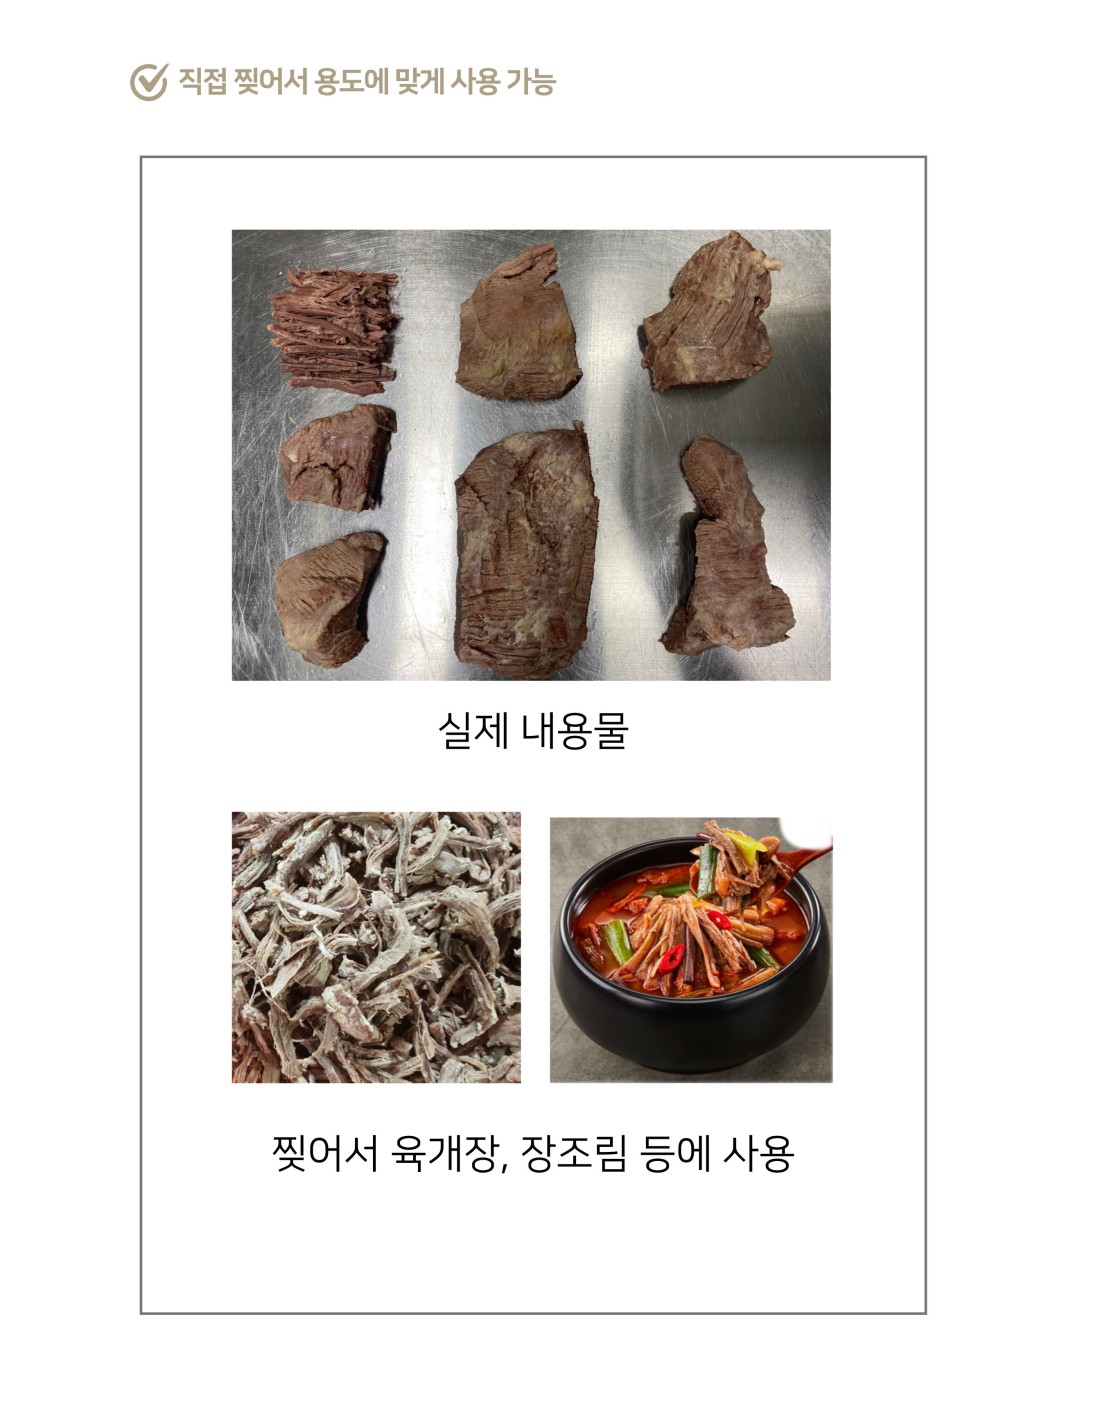 직접 찢어서 용도에 맞게 사용 가능
실제 내용물
찢어서 육개장, 장조림 등에 사용